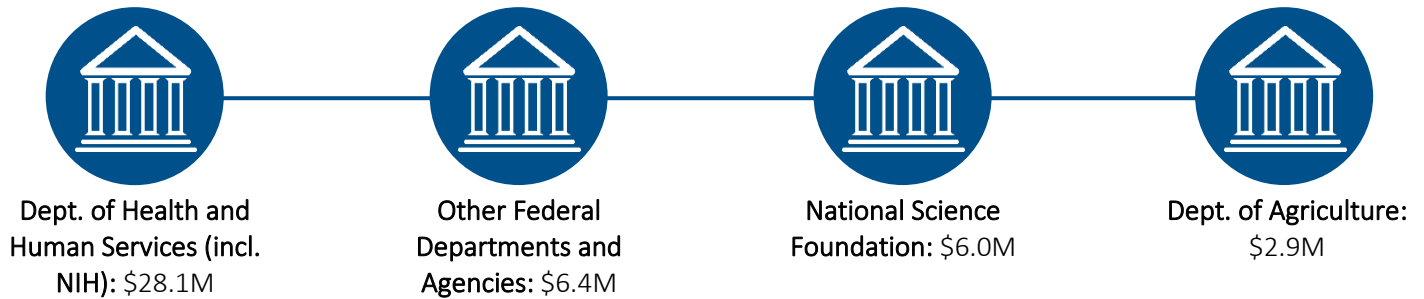 Dept. of Health and
Human Services (incl.
NIH): $28.1M
Other Federal
Departments and
Agencies: $6.4M
National Science
Foundation: $6.0M
Dept. of Agriculture:
$2.9M